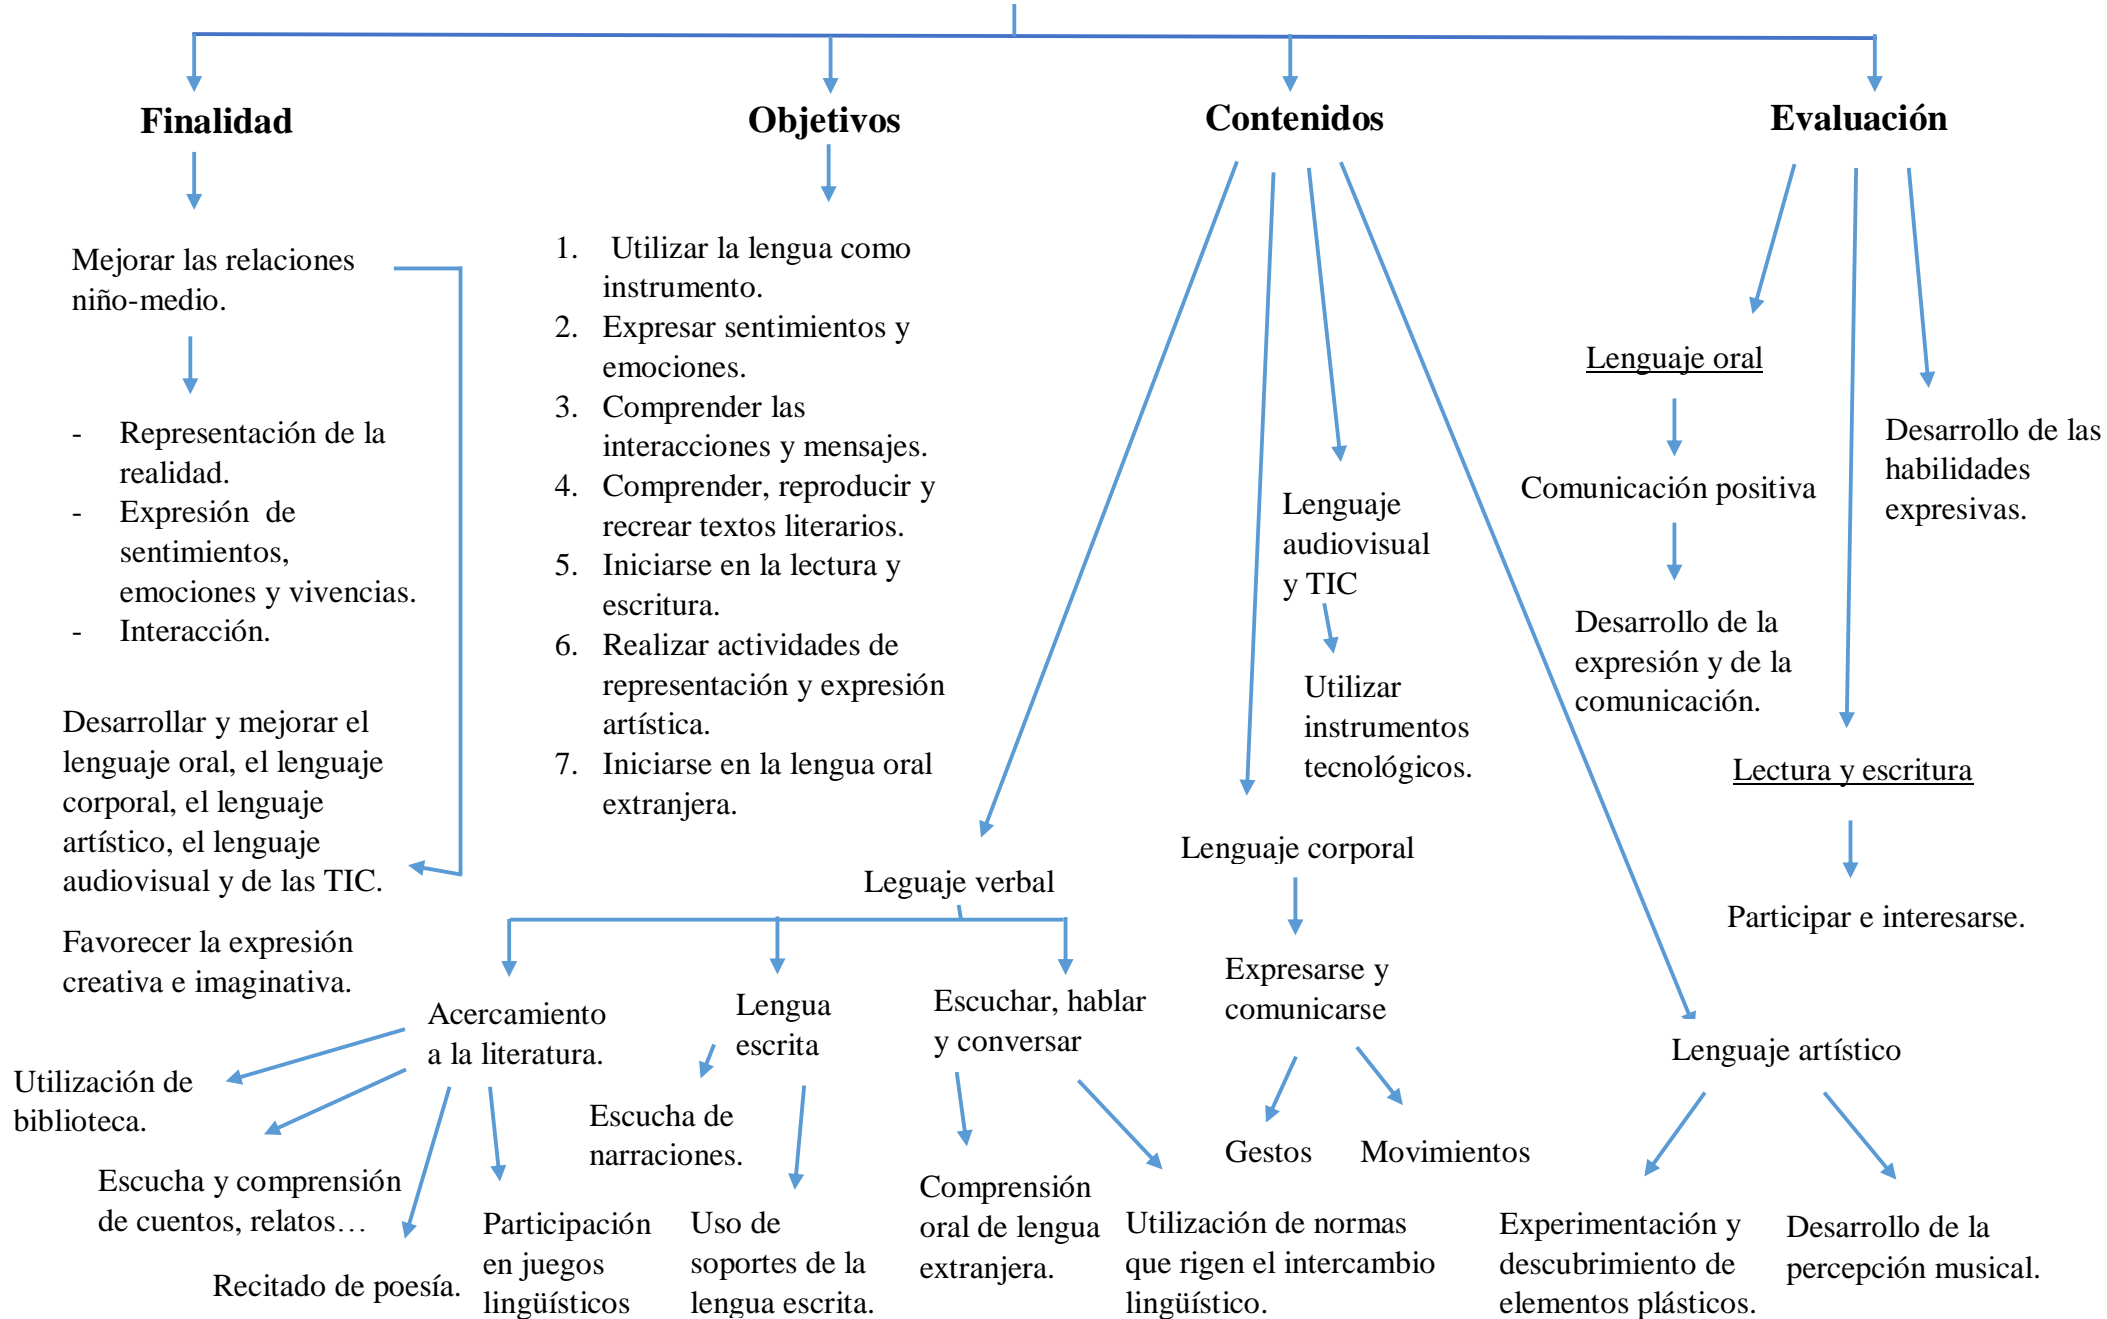 Finalidad
Objetivos
Contenidos
Evaluación
Mejorar las relaciones
niño-medio.
- Representación de la
realidad.
- Expresión de
sentimientos,
emociones y vivencias.
- Interacción.
Desarrollar y mejorar el
lenguaje oral, el lenguaje
corporal, el lenguaje
artístico, el lenguaje
audiovisual y de las TIC.
Favorecer la expresión
creativa e imaginativa.
1. Utilizar la lengua como
instrumento.
2. Expresar sentimientos y
emociones.
3. Comprender las
interacciones y mensajes.
4. Comprender, reproducir y
recrear textos literarios.
5. Iniciarse en la lectura y
escritura.
6. Realizar actividades de
representación y expresión
artística.
7. Iniciarse en la lengua oral
extranjera.
Leguaje verbal
Acercamiento
a la literatura.
Utilización de
biblioteca.
Escucha y comprensión
de cuentos, relatos…
Recitado de poesía.
Participación
en juegos
lingüísticos
Lengua
escrita
Escucha de
narraciones.
Uso de
soportes de la
lengua escrita.
Escuchar, hablar
y conversar
Comprensión
oral de lengua
extranjera.
Utilización de normas
que rigen el intercambio
lingüístico.
Lenguaje corporal
Expresarse y
comunicarse
Gestos
Movimientos
Lenguaje
audiovisual
y TIC
Utilizar
instrumentos
tecnológicos.
Lenguaje artístico
Experimentación y
descubrimiento de
elementos plásticos.
Desarrollo de la
percepción musical.
Lenguaje oral
Comunicación positiva
Desarrollo de la
expresión y de la
comunicación.
Lectura y escritura
Participar e interesarse.
Desarrollo de las
habilidades
expresivas.